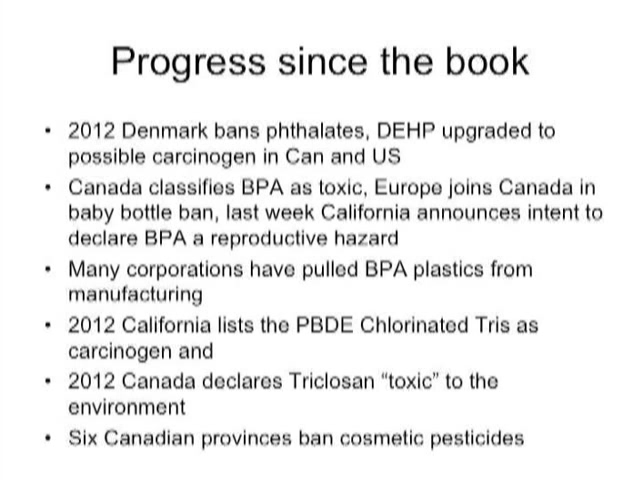 Progress since the book
• 2012 Denmark bans phthalates, DEHP upgraded to
possible carcinogen in Can and US
• Canada classifies BPA as toxic, Europe joins Canada in
baby bottle ban, last week California announces intent to
declare BPA a reproductive hazard
• Many corporations have pulled BPA plastics from
manufacturing
• 2012 California lists the PBDE Chlorinated Tris as
carcinogen and
• 2012 Canada declares Triclosan “toxic” to the
environment
• Six Canadian provinces ban cosmetic pesticides